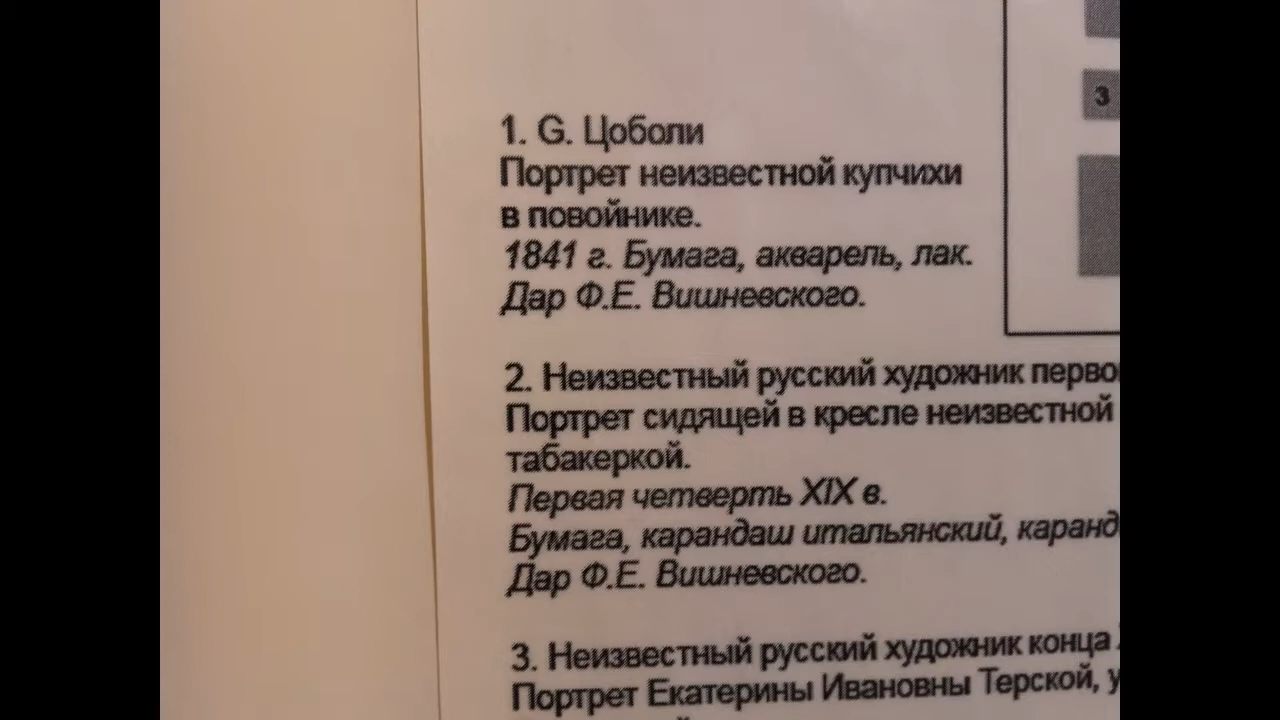 3
1. G. Цоболи
Портрет неизвестной купчихи
в повойнике.
1841 г. Бумага, акварель, лак.
Дар Ф.Е. Вишневского.
2. Неизвестный русский художник
Портрет сидящей в кресле неизвестной
табакеркой.
Первая четверть XIX в.
Бумага, карандаш итальянский,
Дар Ф.Е. Вишневского.
3. Неизвестный русский художник конца
Портрет Екатерины Ивановны Терской,